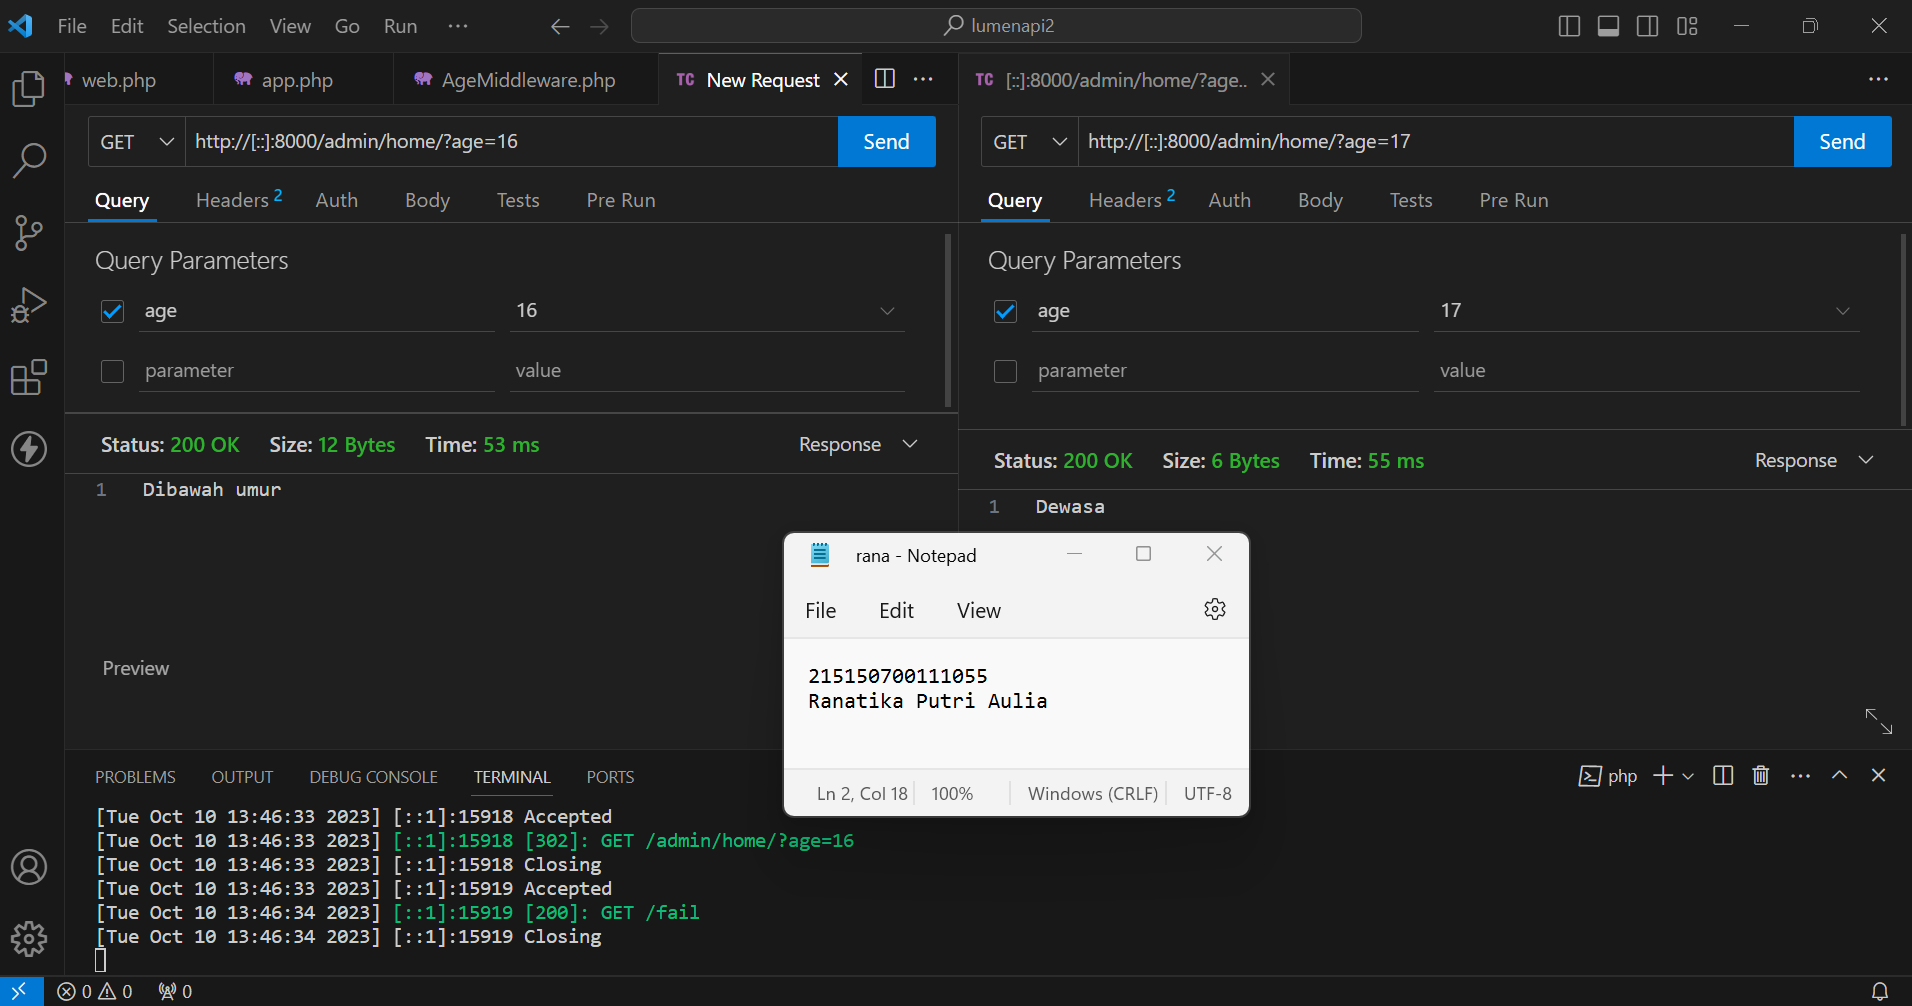 File Edit Selection View Go Run ··· lumenapi2
web.php app.php AgeMiddleware.php TC New Request ···
GET http://[::]:8000/admin/home/?age=16 Send
Query Headers 2 Auth Body Tests Pre Run
Query Parameters
age 16
parameter value
Status: 200 OK Size: 12 Bytes Time: 53 ms Response
1 Dibawah umur
Preview
TC [::]:8000/admin/home/?age.. ···
GET http://[::]:8000/admin/home/?age=17 Send
Query Headers 2 Auth Body Tests Pre Run
Query Parameters
age 17
parameter value
Status: 200 OK Size: 6 Bytes Time: 55 ms Response
1 Dewasa
rana - Notepad
File Edit View
215150700111055
Ranatika Putri Aulia
Ln 2, Col 18 100% Windows (CRLF) UTF-8
PROBLEMS OUTPUT DEBUG CONSOLE TERMINAL PORTS php ···
[Tue Oct 10 13:46:33 2023] [::1]:15918 Accepted
[Tue Oct 10 13:46:33 2023] [::1]:15918 [302]: GET /admin/home/?age=16
[Tue Oct 10 13:46:33 2023] [::1]:15918 Closing
[Tue Oct 10 13:46:33 2023] [::1]:15919 Accepted
[Tue Oct 10 13:46:34 2023] [::1]:15919 [200]: GET /fail
[Tue Oct 10 13:46:34 2023] [::1]:15919 Closing
0 0 0